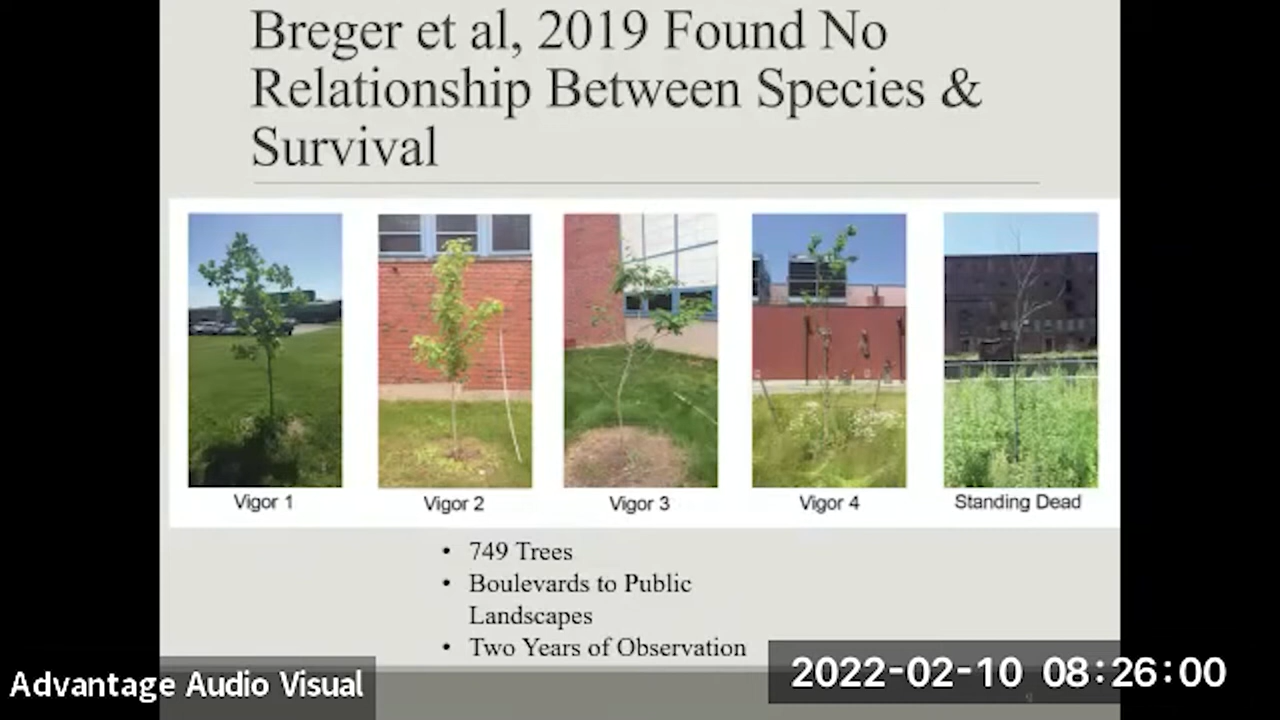 Breger et al, 2019 Found No
Relationship Between Species &
Survival
Vigor 1
Vigor 2
Vigor 3
Vigor 4
Standing Dead
• 749 Trees
• Boulevards to Public
Landscapes
• Two Years of Observation
Advantage Audio Visual
2022-02-10 08:26:00